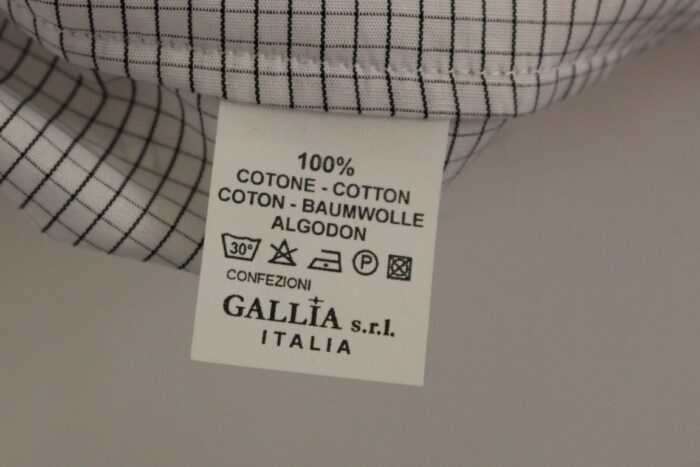 100%
COTONE - COTTON
COTON - BAUMWOLLE
ALGODON
30° P
CONFEZIONI
GALLIA s.r.l.
ITALIA